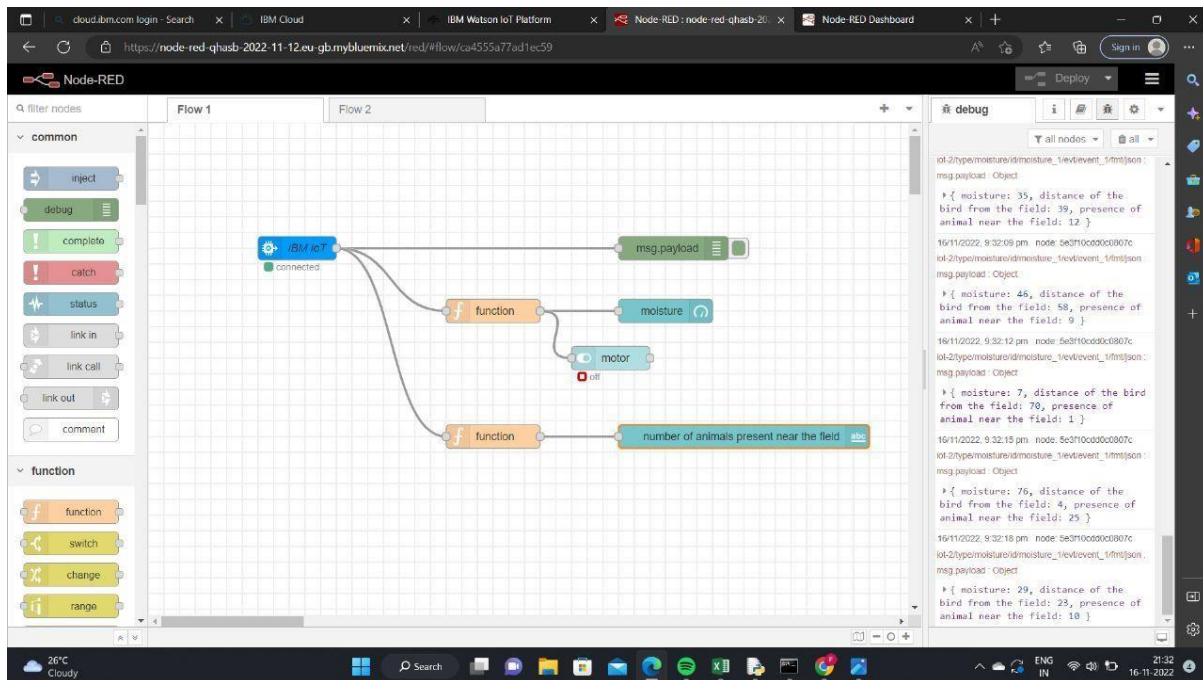 cloud.ibm.com login - Search
IBM Cloud
IBM Watson IoT Platform
Node-RED : node-red-qhasb-20
Node-RED Dashboard
https://node-red-qhasb-2022-11-12.eu-gb.mybluemix.net/red/#flow/ca4555a77ad1ec59
Sign in
Node-RED
Deploy
filter nodes
Flow 1
Flow 2
debug
all nodes
all
common
inject
debug
complete
catch
status
link in
link call
link out
comment
function
function
switch
change
range
IBM IoT
connected
msg.payload
function
moisture
motor
off
function
number of animals present near the field
abc
iot-2/type/moisture/id/moisture_1/evt/event_1/fmt/json :
msg.payload : Object
{ moisture: 35, distance of the
bird from the field: 39, presence of
animal near the field: 12 }
16/11/2022, 9:32:09 pm node: 5e3f10cdd0c0807c
iot-2/type/moisture/id/moisture_1/evt/event_1/fmt/json :
msg.payload : Object
{ moisture: 46, distance of the
bird from the field: 58, presence of
animal near the field: 9 }
16/11/2022, 9:32:12 pm node: 5e3f10cdd0c0807c
iot-2/type/moisture/id/moisture_1/evt/event_1/fmt/json :
msg.payload : Object
{ moisture: 7, distance of the bird
from the field: 70, presence of
animal near the field: 1 }
16/11/2022, 9:32:15 pm node: 5e3f10cdd0c0807c
iot-2/type/moisture/id/moisture_1/evt/event_1/fmt/json :
msg.payload : Object
{ moisture: 76, distance of the
bird from the field: 4, presence of
animal near the field: 25 }
16/11/2022, 9:32:18 pm node: 5e3f10cdd0c0807c
iot-2/type/moisture/id/moisture_1/evt/event_1/fmt/json :
msg.payload : Object
{ moisture: 29, distance of the
bird from the field: 23, presence of
animal near the field: 10 }
26°C
Cloudy
Search
ENG
IN
21:32
16-11-2022
4